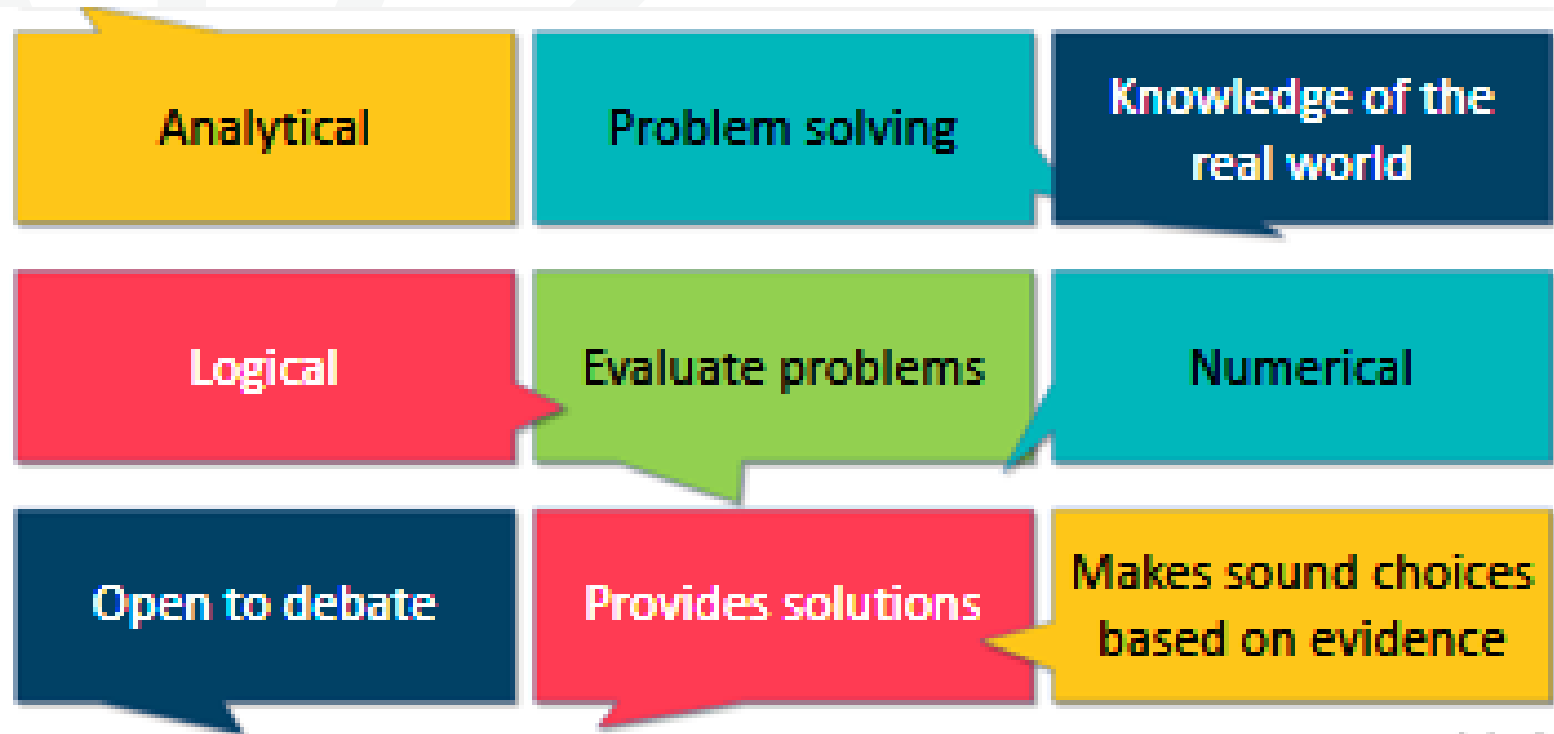 Analytical
Problem solving
Knowledge of the
real world
Logical
Evaluate problems
Numerical
Open to debate
Provides solutions
Makes sound choices
based on evidence